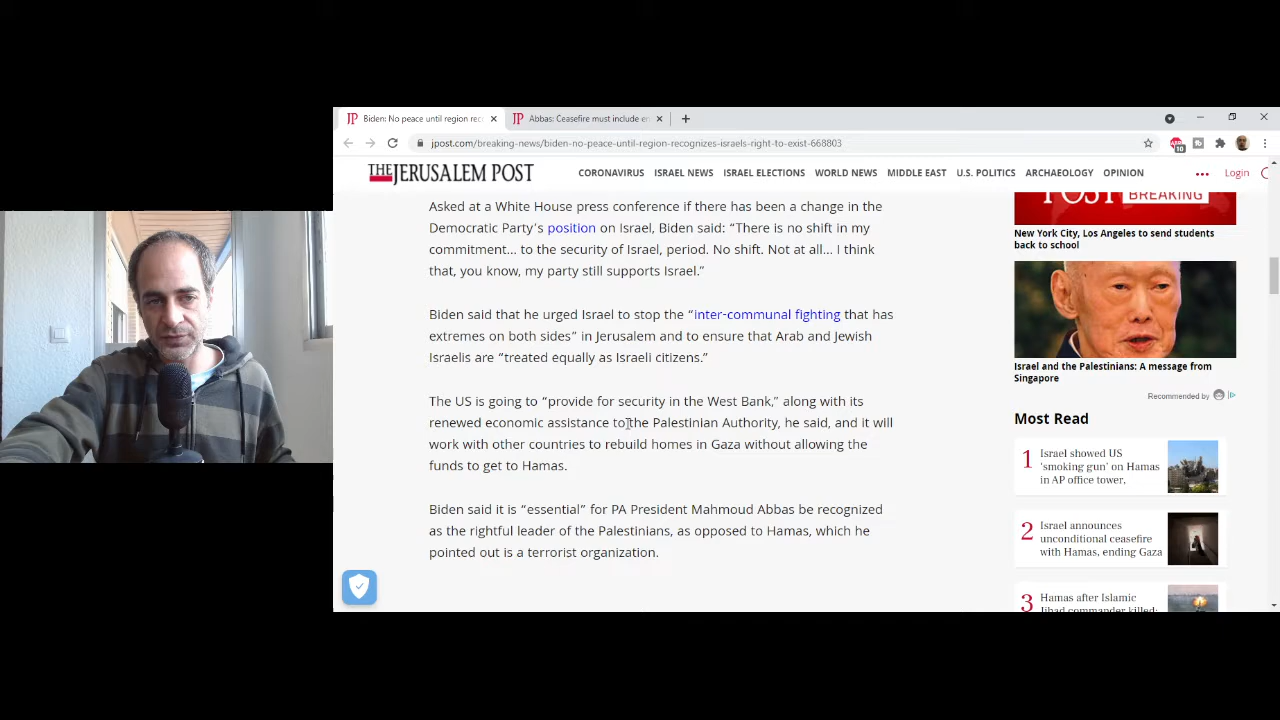 Biden: No peace until region rec
Abbas: Ceasefire must include en
jpost.com/breaking-news/biden-no-peace-until-region-recognizes-israels-right-to-exist-668803
10
THE JERUSALEM POST
CORONAVIRUS ISRAEL NEWS ISRAEL ELECTIONS WORLD NEWS MIDDLE EAST U.S. POLITICS ARCHAEOLOGY OPINION
Login
Asked at a White House press conference if there has been a change in the
Democratic Party’s position on Israel, Biden said: “There is no shift in my
commitment... to the security of Israel, period. No shift. Not at all... I think
that, you know, my party still supports Israel.”
Biden said that he urged Israel to stop the “inter-communal fighting that has
extremes on both sides” in Jerusalem and to ensure that Arab and Jewish
Israelis are “treated equally as Israeli citizens.”
The US is going to “provide for security in the West Bank,” along with its
renewed economic assistance to the Palestinian Authority, he said, and it will
work with other countries to rebuild homes in Gaza without allowing the
funds to get to Hamas.
Biden said it is “essential” for PA President Mahmoud Abbas be recognized
as the rightful leader of the Palestinians, as opposed to Hamas, which he
pointed out is a terrorist organization.
POST BREAKING
New York City, Los Angeles to send students
back to school
Israel and the Palestinians: A message from
Singapore
Recommended by
Most Read
1
Israel showed US
‘smoking gun’ on Hamas
in AP office tower,
2
Israel announces
unconditional ceasefire
with Hamas, ending Gaza
3
Hamas after Islamic
Jihad commander killed: